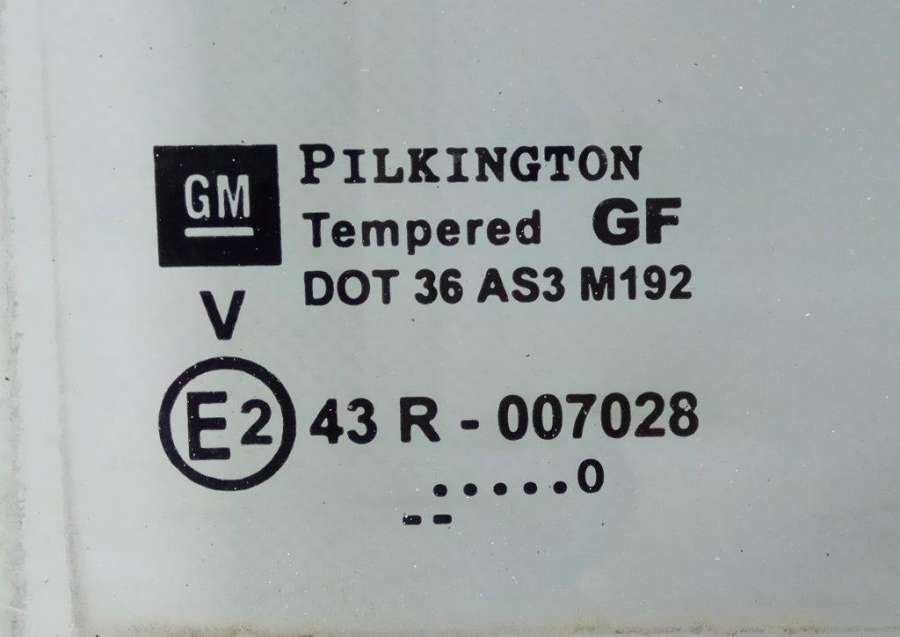 GM PILKINGTON
Tempered GF
DOT 36 AS3 M192
V
E2 43 R - 007028
.....0
--